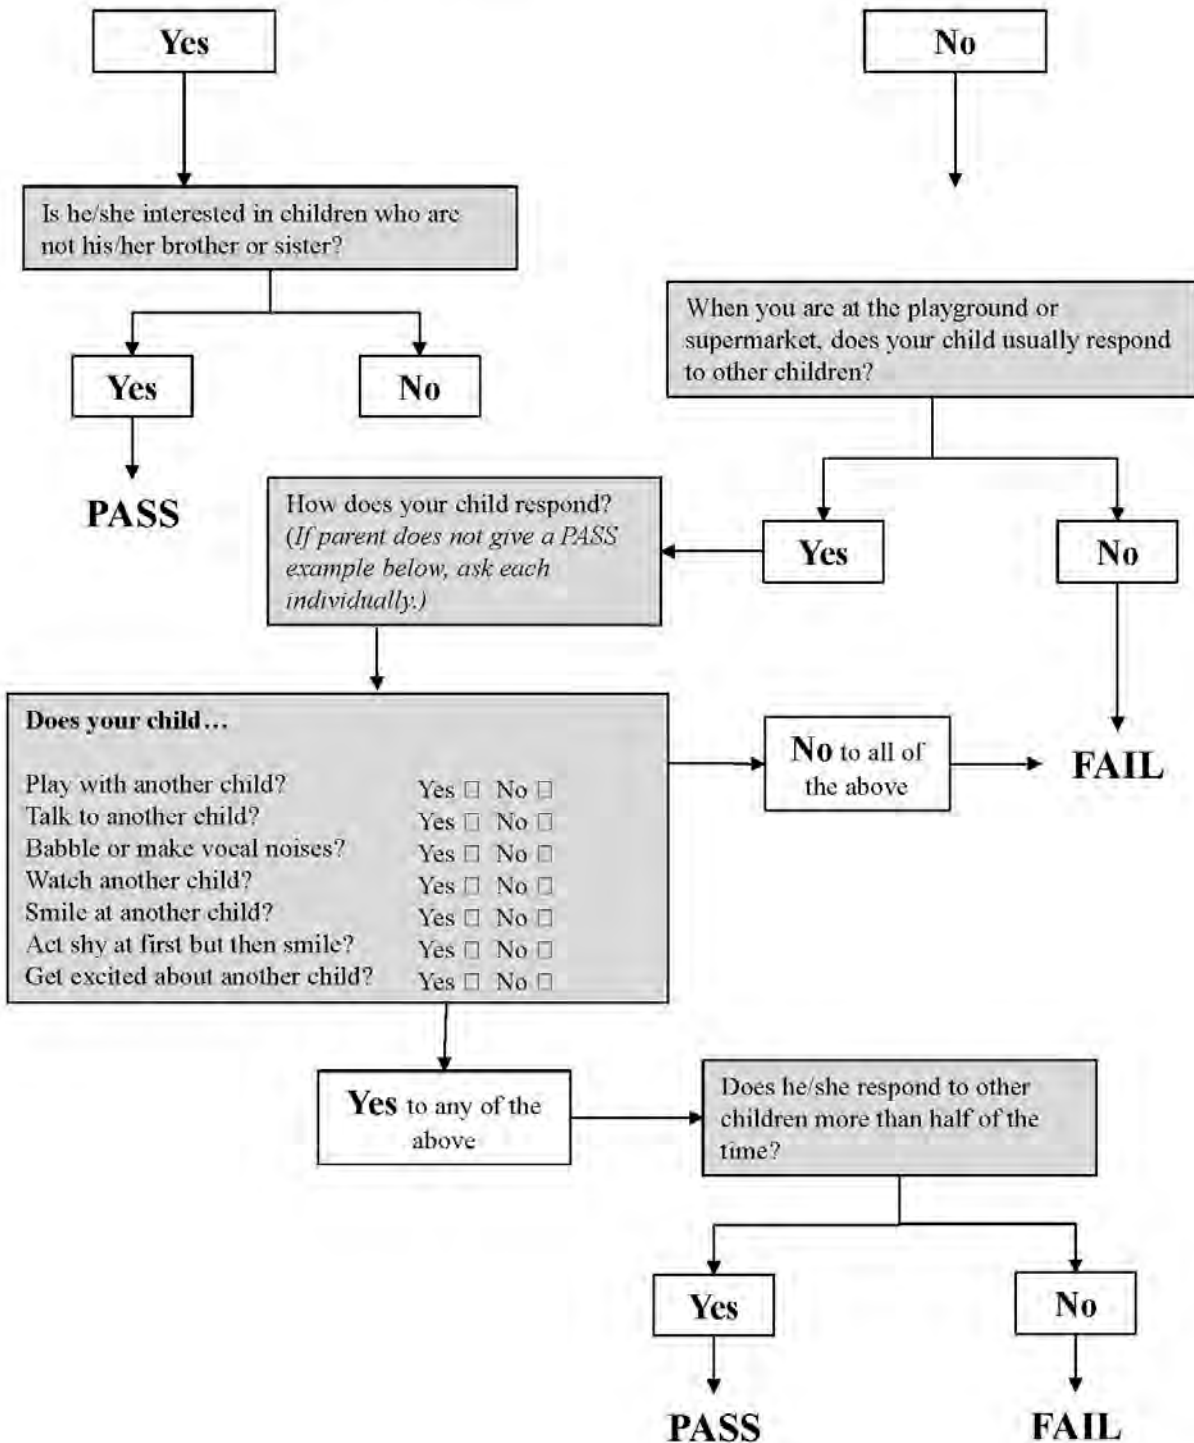 Yes
No
Is he/she interested in children who are
not his/her brother or sister?
When you are at the playground or
supermarket, does your child usually respond
to other children?
Yes
No
PASS
How does your child respond?
(If parent does not give a PASS
example below, ask each
individually.)
Yes
No
Does your child…
Play with another child? Yes □ No □
Talk to another child? Yes □ No □
Babble or make vocal noises? Yes □ No □
Watch another child? Yes □ No □
Smile at another child? Yes □ No □
Act shy at first but then smile? Yes □ No □
Get excited about another child? Yes □ No □
No to all of
the above
FAIL
Yes to any of the
above
Does he/she respond to other
children more than half of the
time?
Yes
No
PASS
FAIL